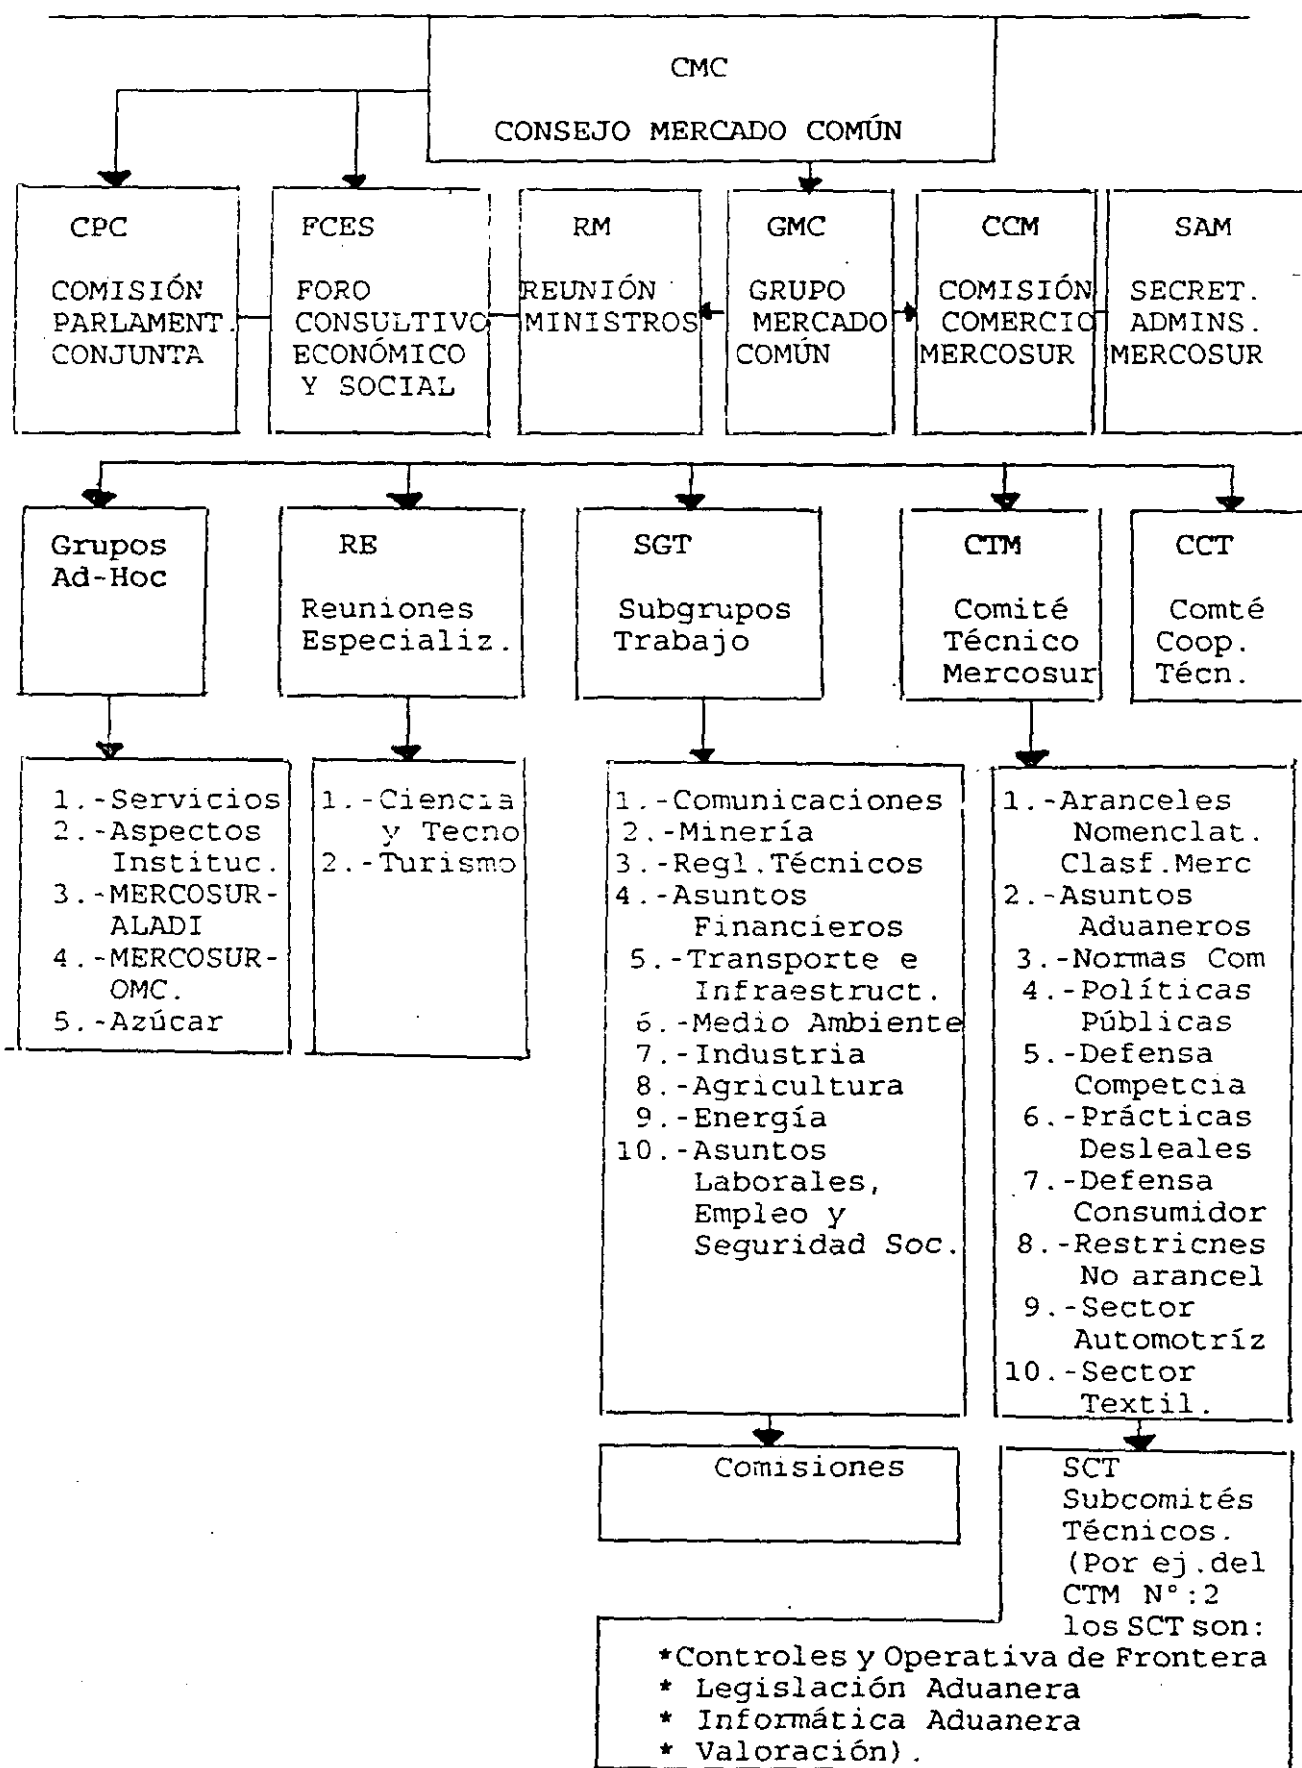 CMC
CONSEJO MERCADO COMÚN
CPC
COMISIÓN
PARLAMENT.
CONJUNTA
FCES
FORO
CONSULTIVO
ECONÓMICO
Y SOCIAL
RM
REUNIÓN
MINISTROS
GMC
GRUPO
MERCADO
COMÚN
CCM
COMISIÓN
COMERCIO
MERCOSUR
SAM
SECRET.
ADMINS.
MERCOSUR
Grupos
Ad-Hoc
RE
Reuniones
Especializ.
SGT
Subgrupos
Trabajo
CTM
Comité
Técnico
Mercosur
CCT
Comté
Coop.
Técn.
1.-Servicios
2.-Aspectos
Instituc.
3.-MERCOSUR-
ALADI
4.-MERCOSUR-
OMC.
5.-Azúcar
1.-Ciencia
y Tecno
2.-Turismo
1.-Comunicaciones
2.-Minería
3.-Regl.Técnicos
4.-Asuntos
Financieros
5.-Transporte e
Infraestruct.
6.-Medio Ambiente
7.-Industria
8.-Agricultura
9.-Energía
10.-Asuntos
Laborales,
Empleo y
Seguridad Soc.
1.-Aranceles
Nomenclat.
Clasf.Merc
2.-Asuntos
Aduaneros
3.-Normas Com
4.-Políticas
Públicas
5.-Defensa
Competcia
6.-Prácticas
Desleales
7.-Defensa
Consumidor
8.-Restricnes
No arancel
9.-Sector
Automotríz
10.-Sector
Textil.
Comisiones
SCT
Subcomités
Técnicos.
(Por ej.del
CTM N°:2
los SCT son:
*Controles y Operativa de Frontera
* Legislación Aduanera
* Informática Aduanera
* Valoración).